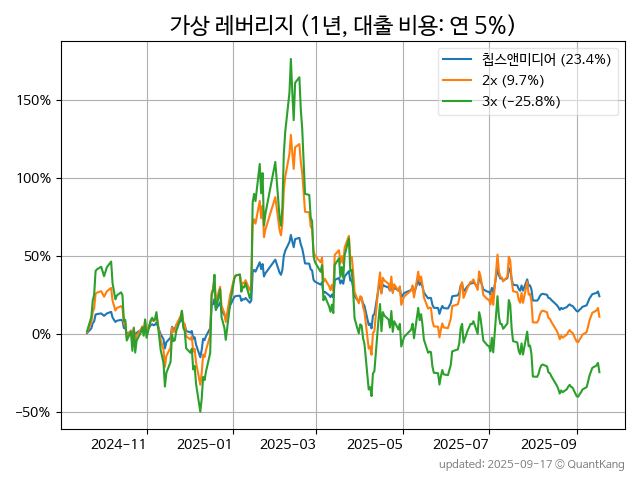 가상 레버리지 (1년, 대출 비용: 연 5%)
칩스앤미디어 (23.4%)
2x (9.7%)
3x (−25.8%)
150%
100%
50%
0%
−50%
2024-11
2025-01
2025-03
2025-05
2025-07
2025-09
updated: 2025-09-17 © QuantKang